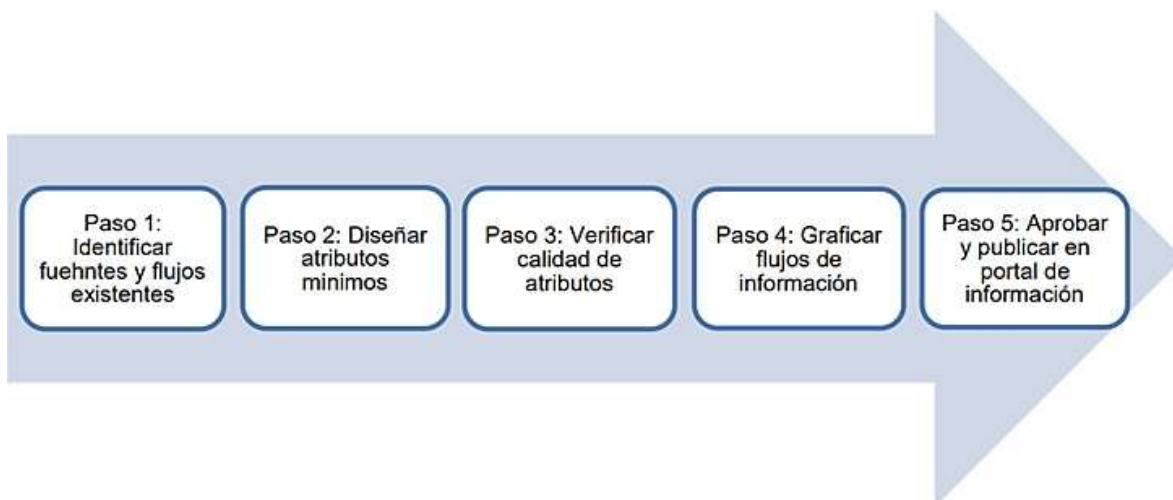 Paso 1:
Identificar
fuehntes y flujos
existentes
Paso 2: Diseñar
atributos
minimos
Paso 3: Verificar
calidad de
atributos
Paso 4: Graficar
flujos de
información
Paso 5: Aprobar
y publicar en
portal de
información